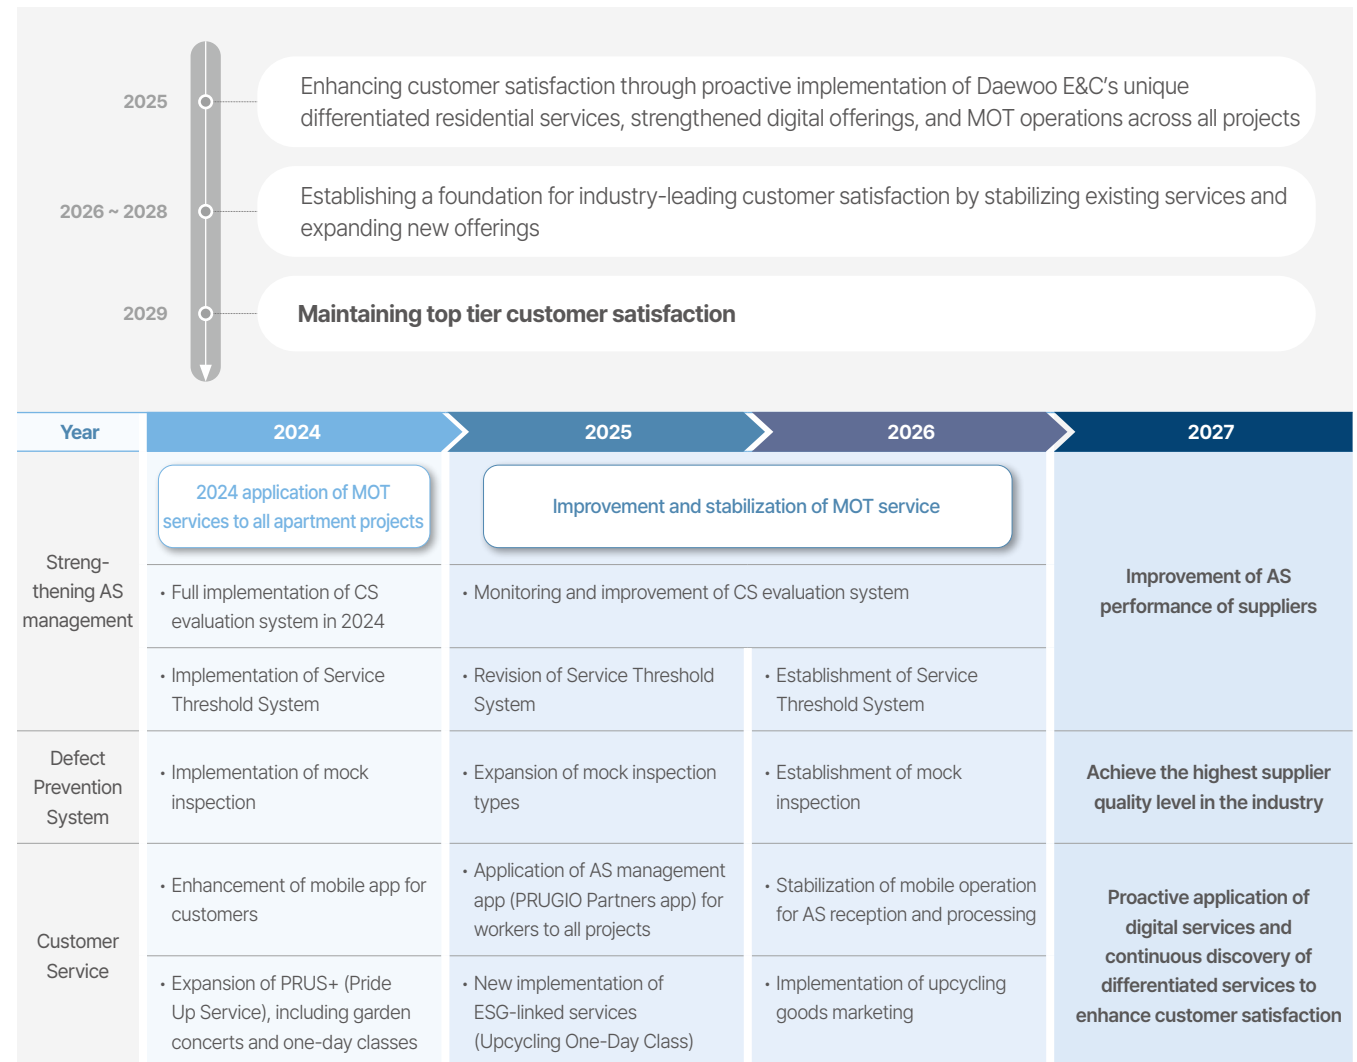 2025
Enhancing customer satisfaction through proactive implementation of Daewoo E&C's unique
differentiated residential services, strengthened digital offerings, and MOT operations across all projects
2026 ~ 2028
Establishing a foundation for industry-leading customer satisfaction by stabilizing existing services and
expanding new offerings
2029
Maintaining top tier customer satisfaction
Year
2024
2025
2026
2027
Streng-
thening AS
management
2024 application of MOT
services to all apartment projects
Improvement and stabilization of MOT service
• Full implementation of CS
evaluation system in 2024
• Monitoring and improvement of CS evaluation system
• Implementation of Service
Threshold System
• Revision of Service Threshold
System
• Establishment of Service
Threshold System
Improvement of AS
performance of suppliers
Defect
Prevention
System
• Implementation of mock
inspection
• Expansion of mock inspection
types
• Establishment of mock
inspection
Achieve the highest supplier
quality level in the industry
Customer
Service
• Enhancement of mobile app for
customers
• Application of AS management
app (PRUGIO Partners app) for
workers to all projects
• Stabilization of mobile operation
for AS reception and processing
• Expansion of PRUS+ (Pride
Up Service), including garden
concerts and one-day classes
• New implementation of
ESG-linked services
(Upcycling One-Day Class)
• Implementation of upcycling
goods marketing
Proactive application of
digital services and
continuous discovery of
differentiated services to
enhance customer satisfaction